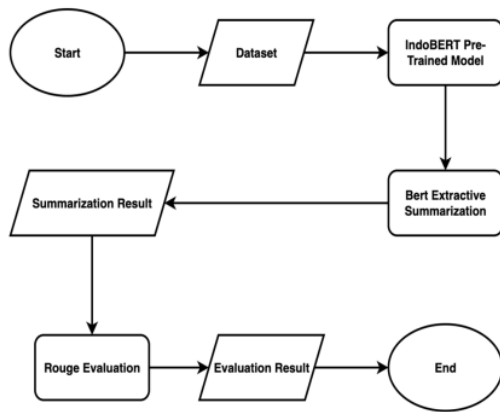 Start
Dataset
IndoBERT Pre-
Trained Model
Bert Extractive
Summarization
Summarization Result
Rouge Evaluation
Evaluation Result
End